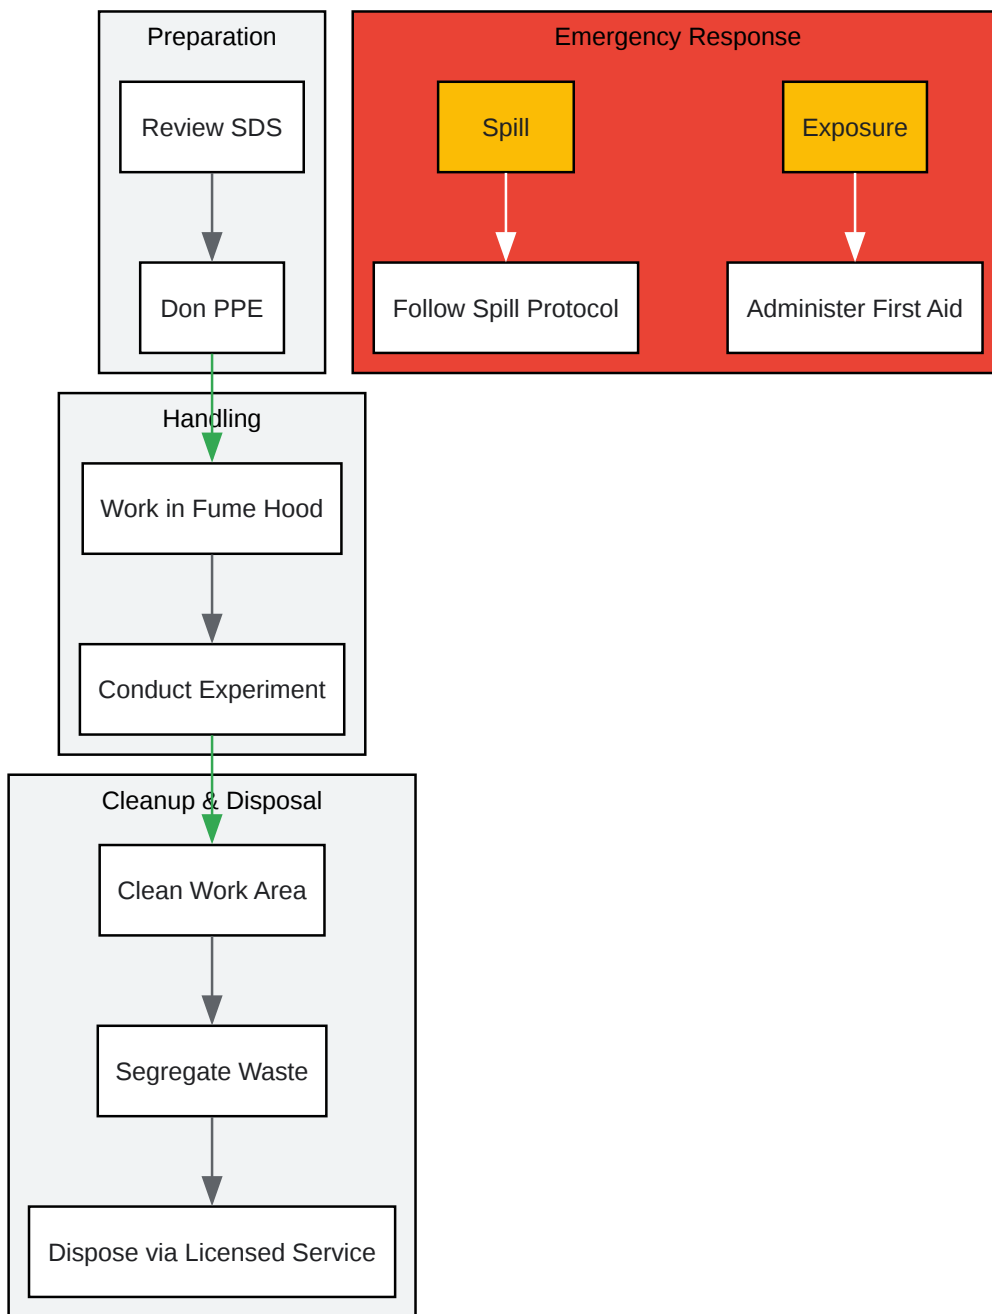 Preparation
Review SDS
Don PPE
Emergency Response
Spill
Exposure
Follow Spill Protocol
Administer First Aid
Handling
Work in Fume Hood
Conduct Experiment
Cleanup & Disposal
Clean Work Area
Segregate Waste
Dispose via Licensed Service